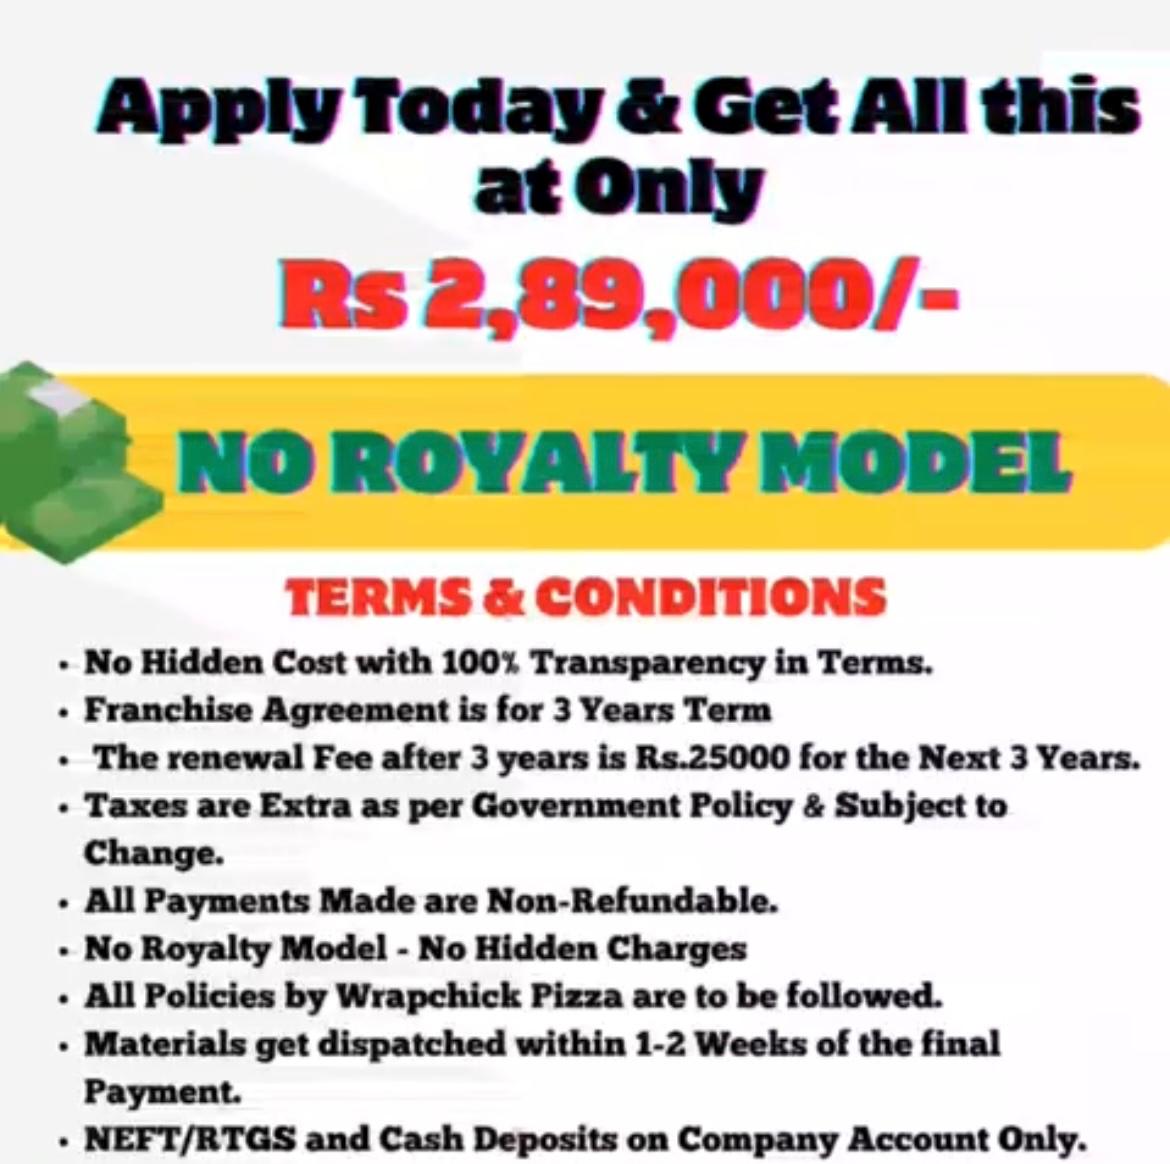 Apply Today & Get All this
at Only
Rs 2,89,000/-
NO ROYALTY MODEL
TERMS & CONDITIONS
• No Hidden Cost with 100% Transparency in Terms.
• Franchise Agreement is for 3 Years Term
• The renewal Fee after 3 years is Rs.25000 for the Next 3 Years.
• Taxes are Extra as per Government Policy & Subject to
Change.
• All Payments Made are Non-Refundable.
• No Royalty Model - No Hidden Charges
• All Policies by Wrapchick Pizza are to be followed.
• Materials get dispatched within 1-2 Weeks of the final
Payment.
• NEFT/RTGS and Cash Deposits on Company Account Only.